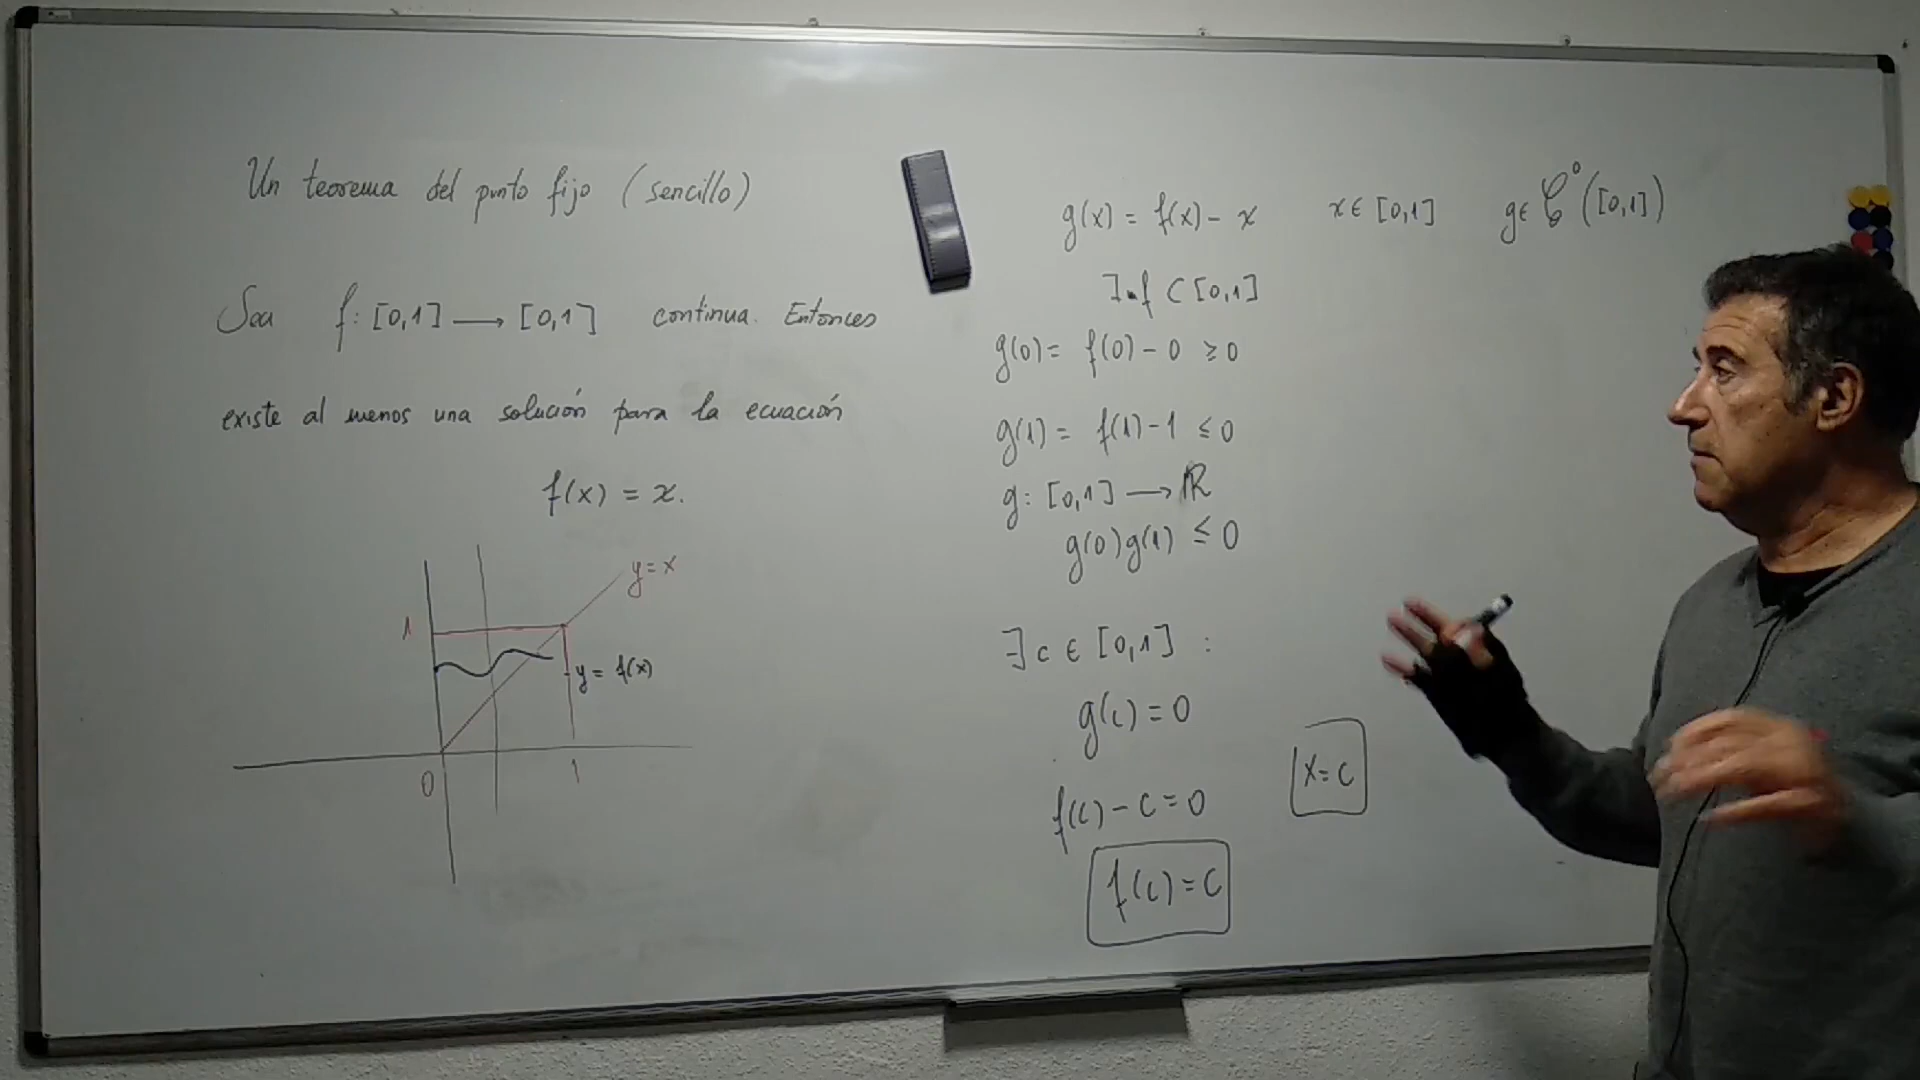 Un teorema del punto fijo (sencillo)
Sea f: [0,1] ⟶ [0,1] continua. Entonces
existe al menos una solución para la ecuación
f(x) = x.
y = x
1
y = f(x)
0
1
g(x) = f(x) - x x ∈ [0,1] g ∈ 𝒞⁰([0,1])
f ⊂ [0,1]
g(0) = f(0) - 0 ≥ 0
g(1) = f(1) - 1 ≤ 0
g: [0,1] ⟶ ℝ
g(0)g(1) ≤ 0
∃ c ∈ [0,1] :
g(c) = 0
x = c
f(c) - c = 0
f(c) = c